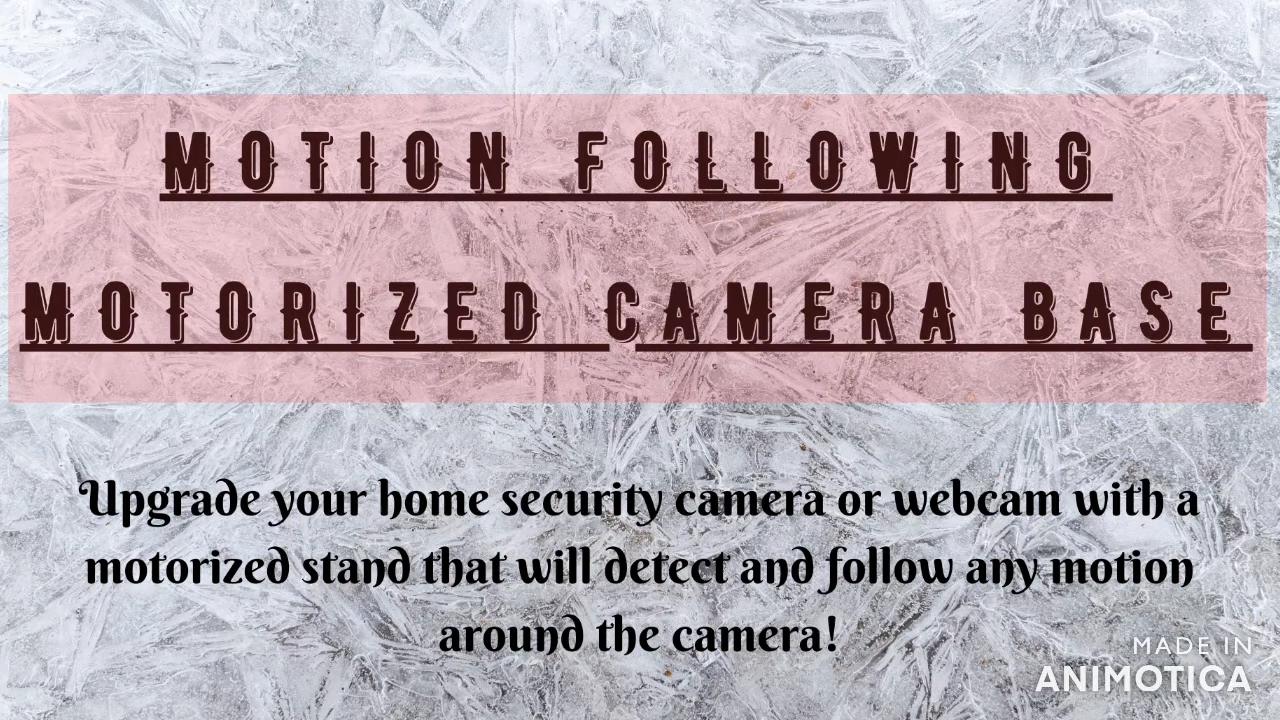 MOTION FOLLOWING
MOTORIZED CAMERA BASE
Upgrade your home security camera or webcam with a
motorized stand that will detect and follow any motion
around the camera!
MADE IN
ANIMOTICA